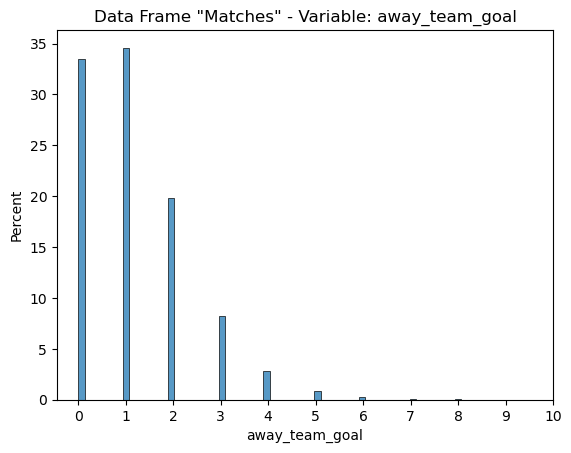 Data Frame "Matches" - Variable: away_team_goal
35
30
25
20
15
10
5
0
Percent
0 1 2 3 4 5 6 7 8 9 10
away_team_goal